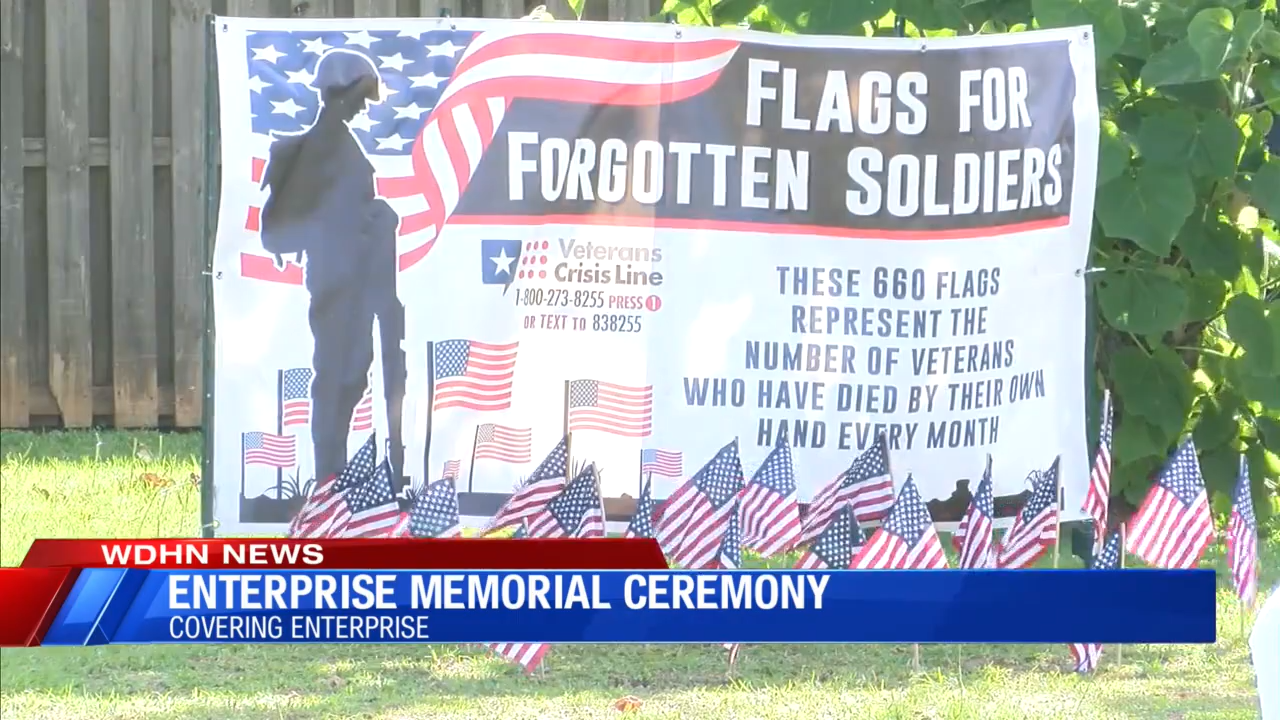 FLAGS FOR
FORGOTTEN SOLDIERS
Veterans
Crisis Line
1-800-273-8255 PRESS 1
OR TEXT TO 838255
THESE 660 FLAGS
REPRESENT THE
NUMBER OF VETERANS
WHO HAVE DIED BY THEIR OWN
HAND EVERY MONTH
WDHN NEWS
ENTERPRISE MEMORIAL CEREMONY
COVERING ENTERPRISE